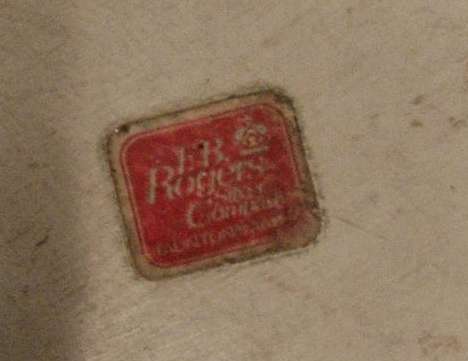 F.B.
Rogers
Silver
Company